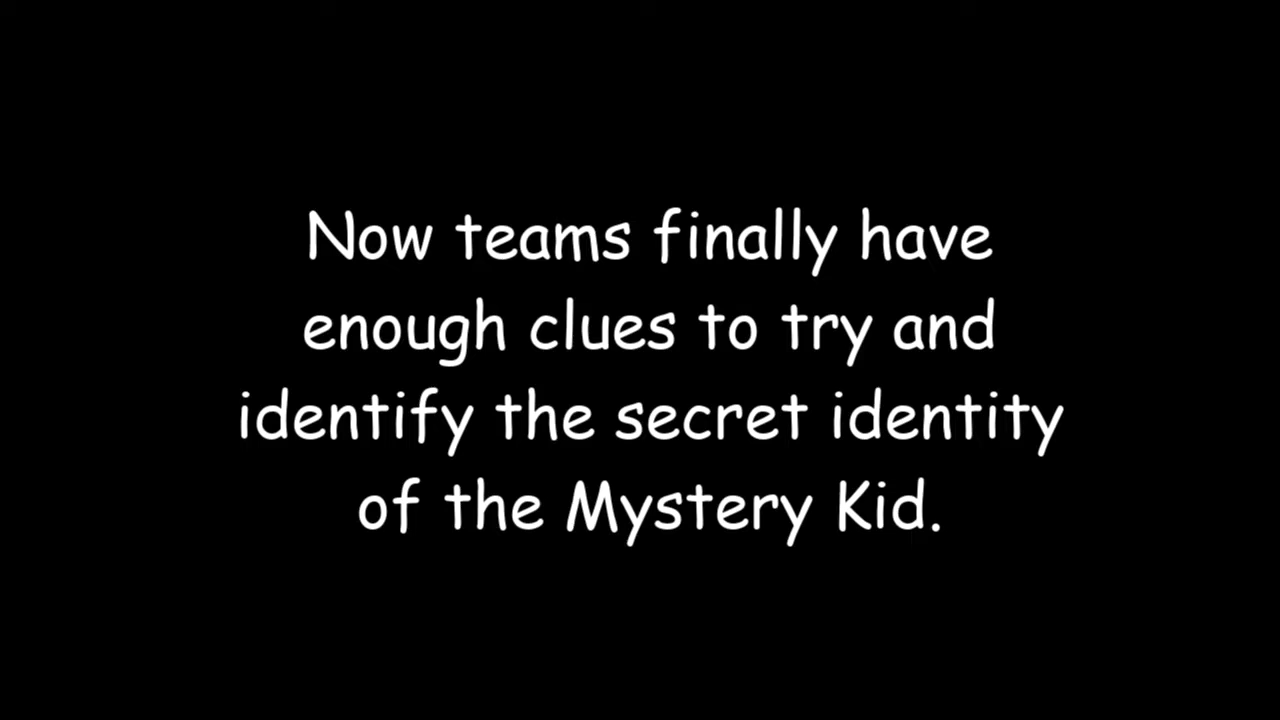 Now teams finally have
enough clues to try and
identify the secret identity
of the Mystery Kid.